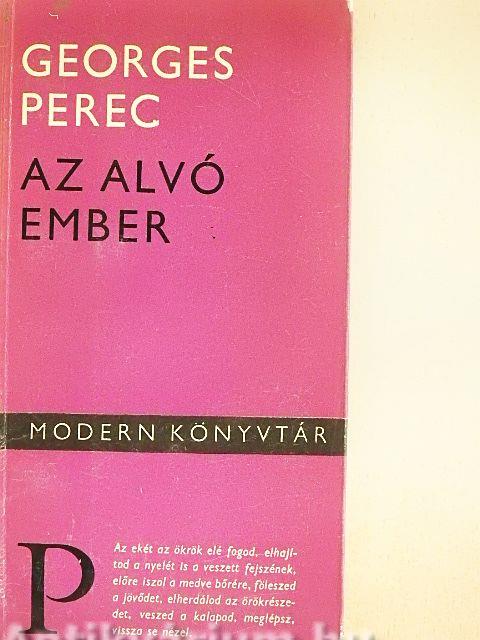 GEORGES
PEREC
AZ ALVÓ
EMBER
MODERN KÖNYVTÁR
P
Az ekét az ökrök elé fogod, elhají-
tod a nyelét is a veszett fejszének,
előre iszol a medve bőrére, föleszed
a jövődet, elherdálod az örökrésze-
det, veszed a kalapod, meglépsz,
vissza se nézel.